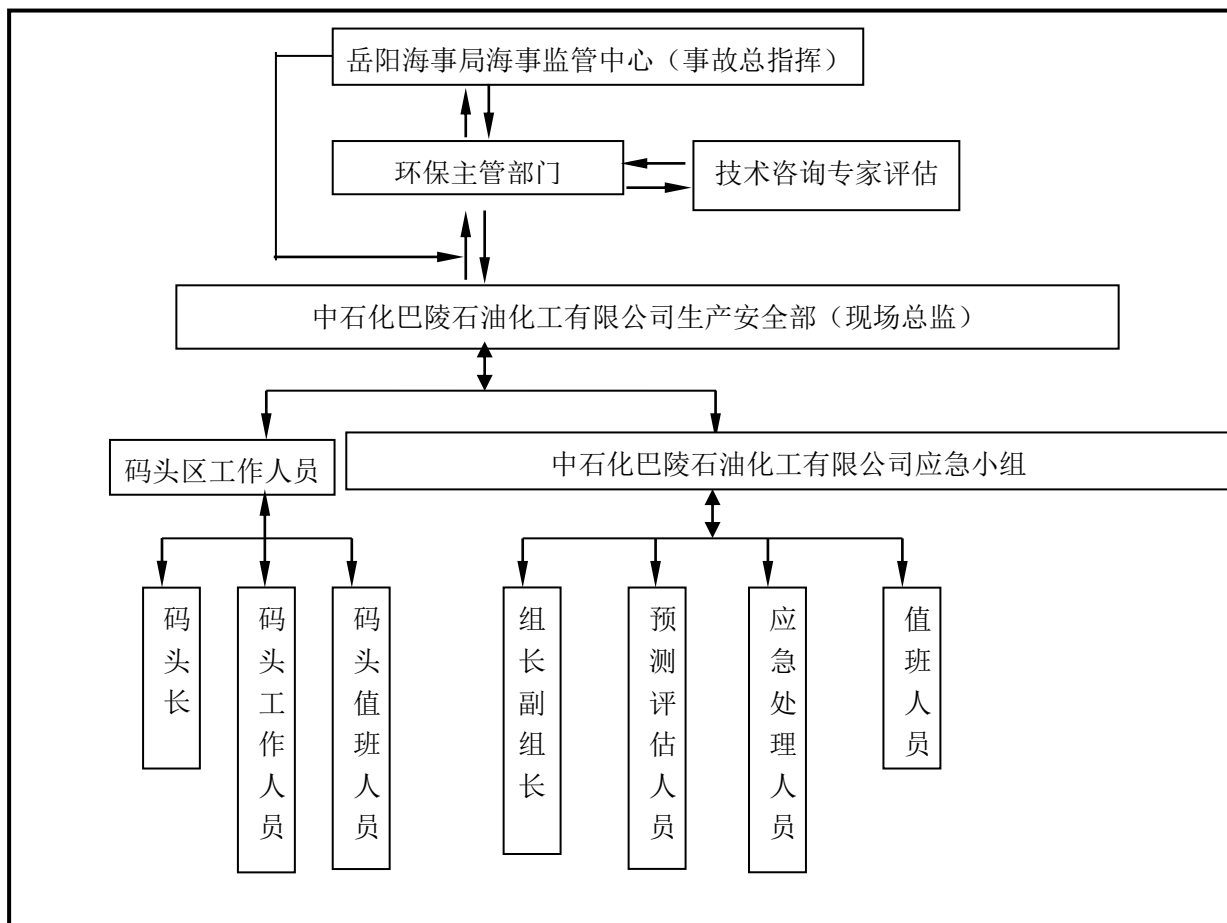 岳阳海事局海事监管中心（事故总指挥）
环保主管部门
技术咨询专家评估
中石化巴陵石油化工有限公司生产安全部（现场总监）
码头区工作人员
中石化巴陵石油化工有限公司应急小组
码头长
码头工作人员
码头值班人员
组长副组长
预测评估人员
应急处理人员
值班人员